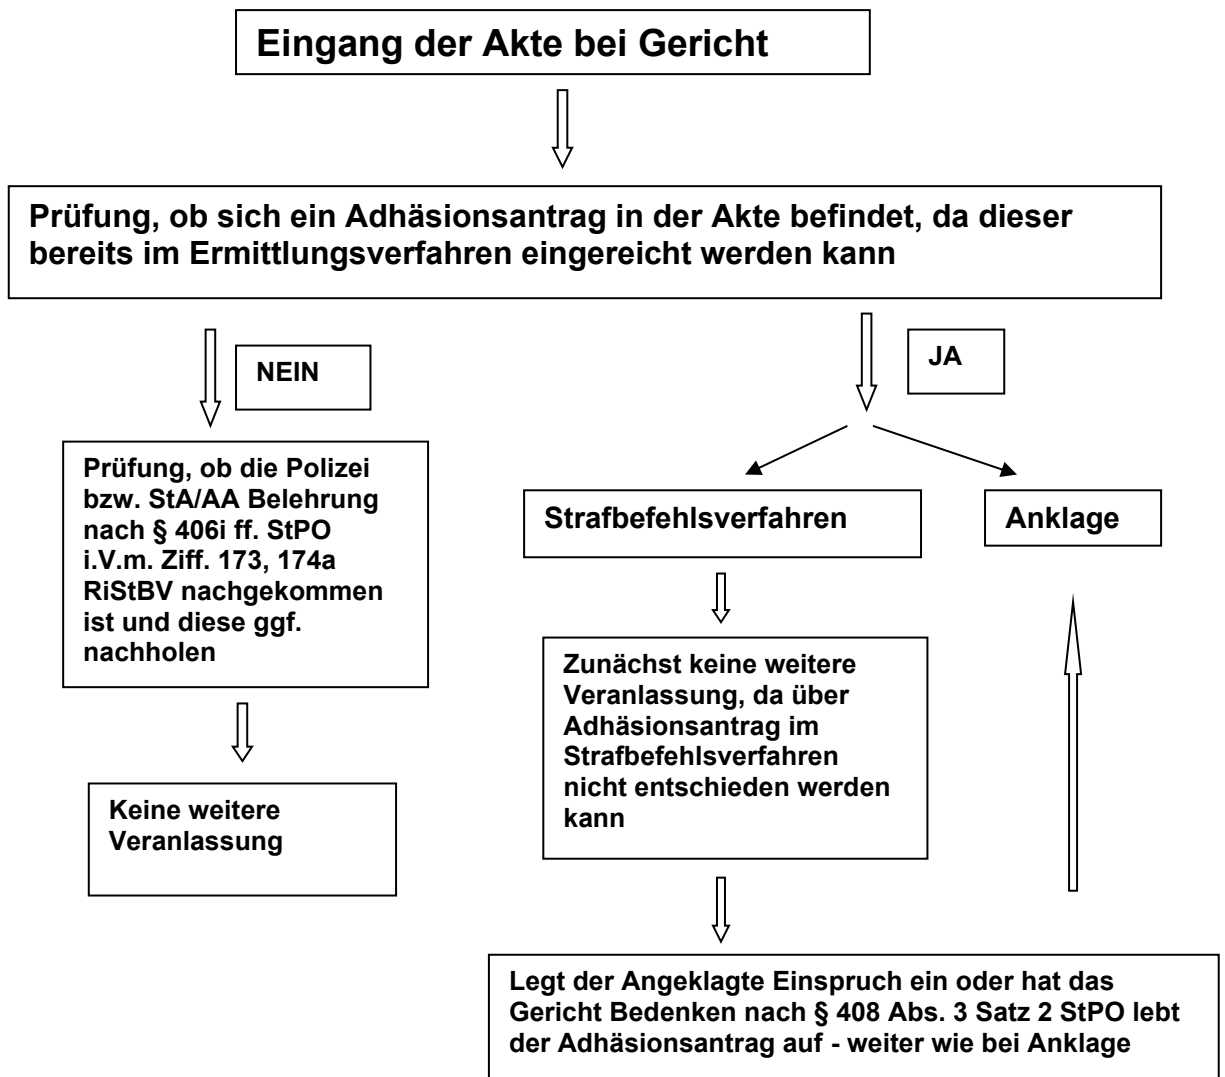 Eingang der Akte bei Gericht
Prüfung, ob sich ein Adhäsionsantrag in der Akte befindet, da dieser
bereits im Ermittlungsverfahren eingereicht werden kann
NEIN
JA
Prüfung, ob die Polizei
bzw. StA/AA Belehrung
nach § 406i ff. StPO
i.V.m. Ziff. 173, 174a
RiStBV nachgekommen
ist und diese ggf.
nachholen
Keine weitere
Veranlassung
Strafbefehlsverfahren
Anklage
Zunächst keine weitere
Veranlassung, da über
Adhäsionsantrag im
Strafbefehlsverfahren
nicht entschieden werden
kann
Legt der Angeklagte Einspruch ein oder hat das
Gericht Bedenken nach § 408 Abs. 3 Satz 2 StPO lebt
der Adhäsionsantrag auf - weiter wie bei Anklage